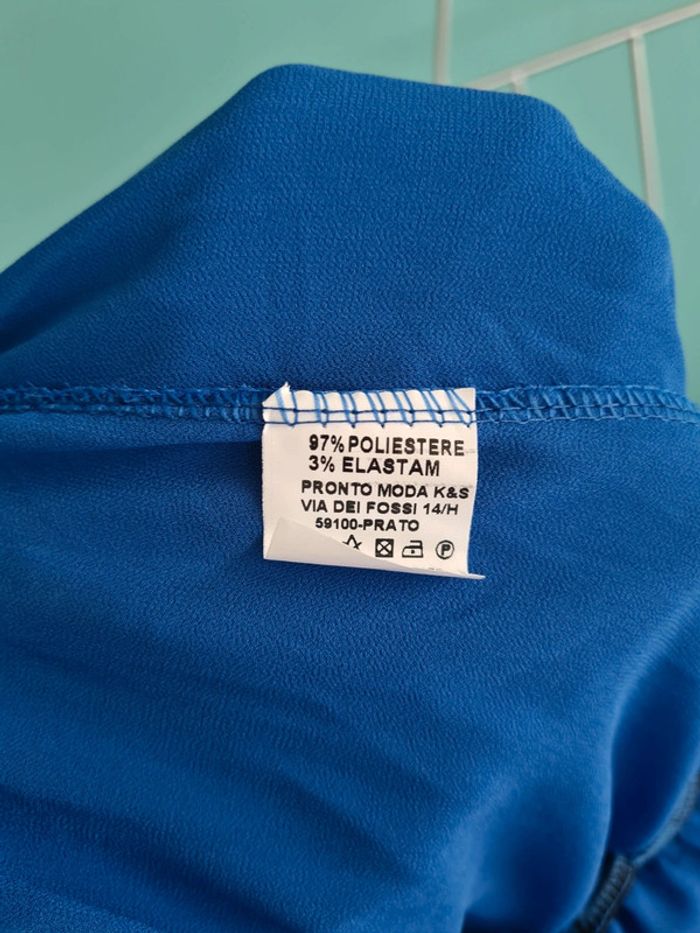 97% POLIESTERE
3% ELASTAM
PRONTO MODA K&S
VIA DEI FOSSI 14/H
59100-PRATO
P